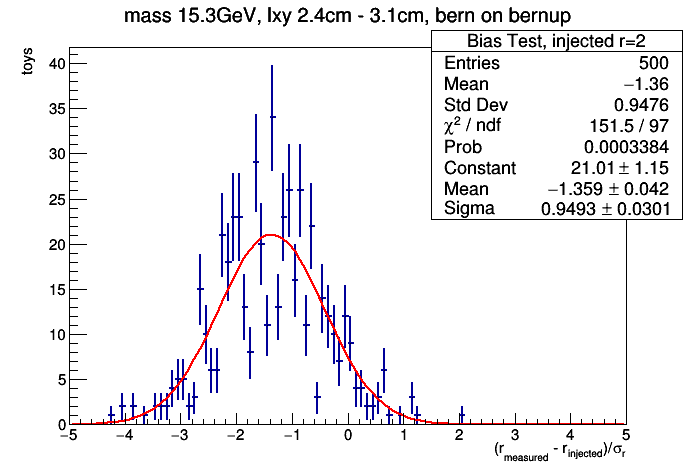 mass 15.3GeV, lxy 2.4cm - 3.1cm, bern on bernup
Bias Test, injected r=2
Entries 500
Mean −1.36
Std Dev 0.9476
χ² / ndf 151.5 / 97
Prob 0.0003384
Constant 21.01 ± 1.15
Mean −1.359 ± 0.042
Sigma 0.9493 ± 0.0301
toys
40
35
30
25
20
15
10
5
0
−5 −4 −3 −2 −1 0 1 2 3 4 5
(r_measured - r_injected)/σ_r